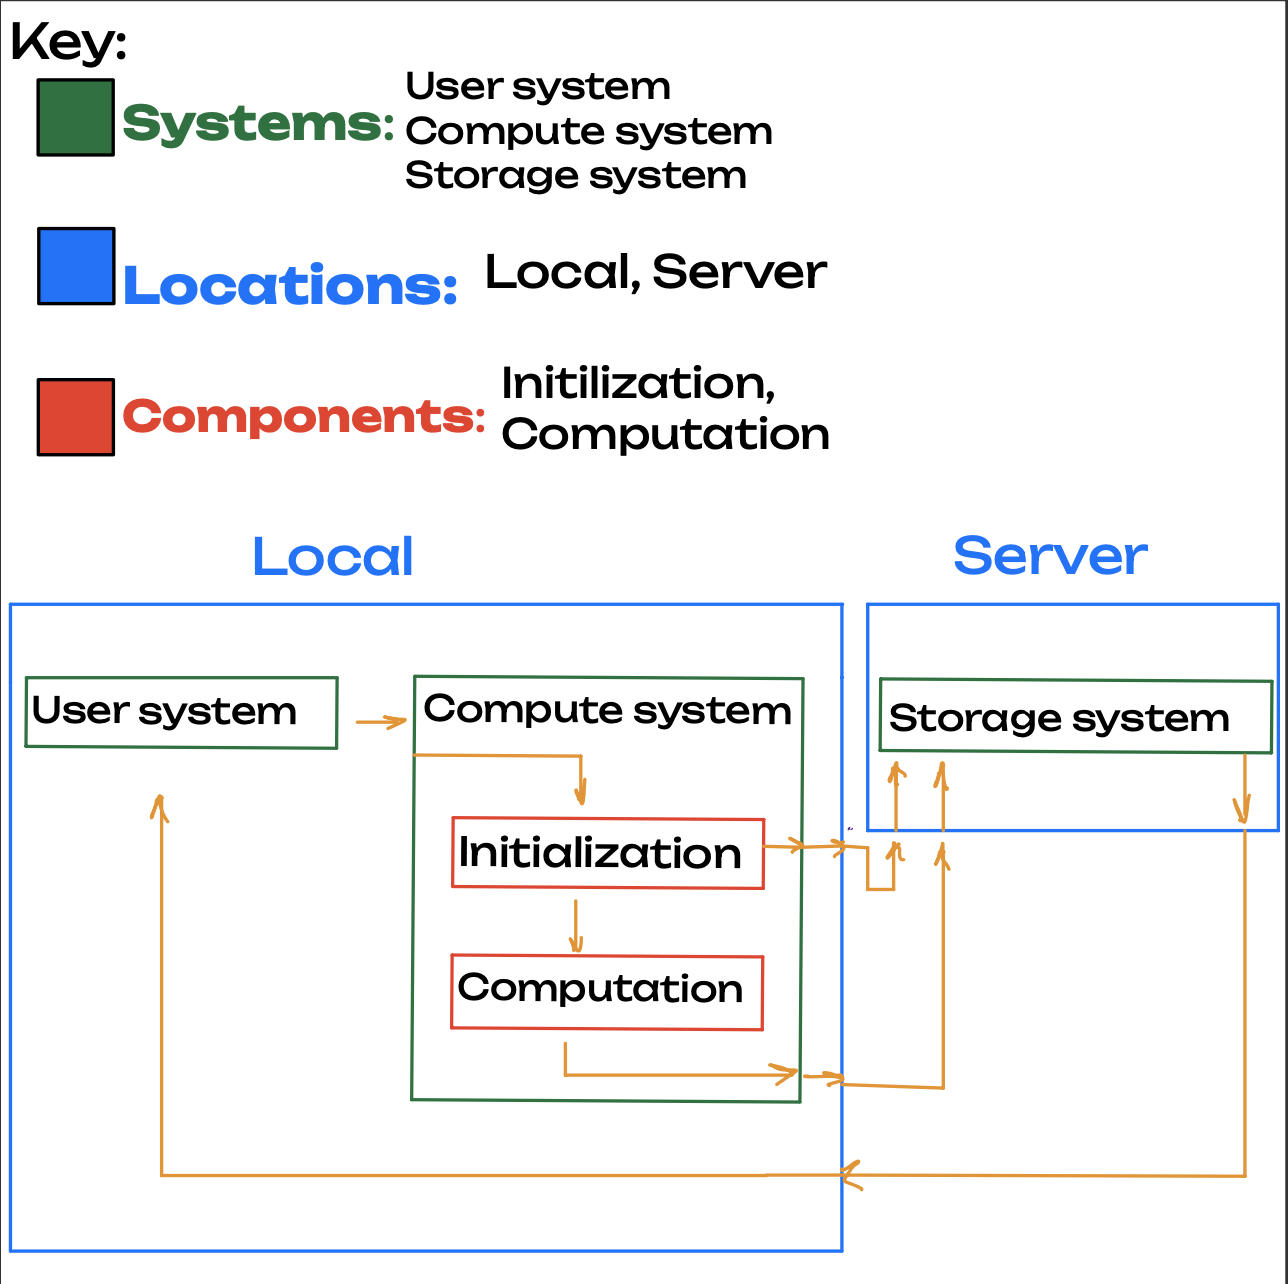 Key:
Systems:
User system
Compute system
Storage system
Locations:
Local, Server
Components:
Initilization,
Computation
Local
Server
User system
Compute system
Storage system
Initialization
Computation